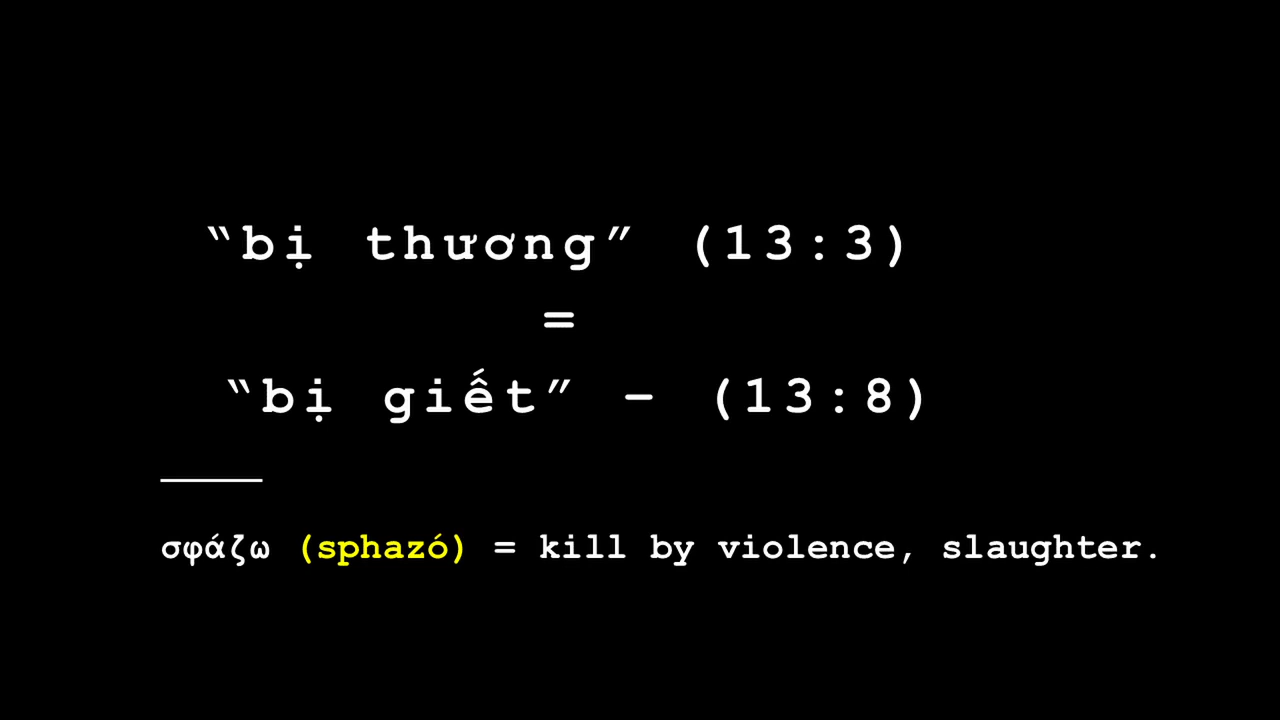 “bị thương” (13:3)
=
“bị giết” – (13:8)
σφάζω (sphazó) = kill by violence, slaughter.